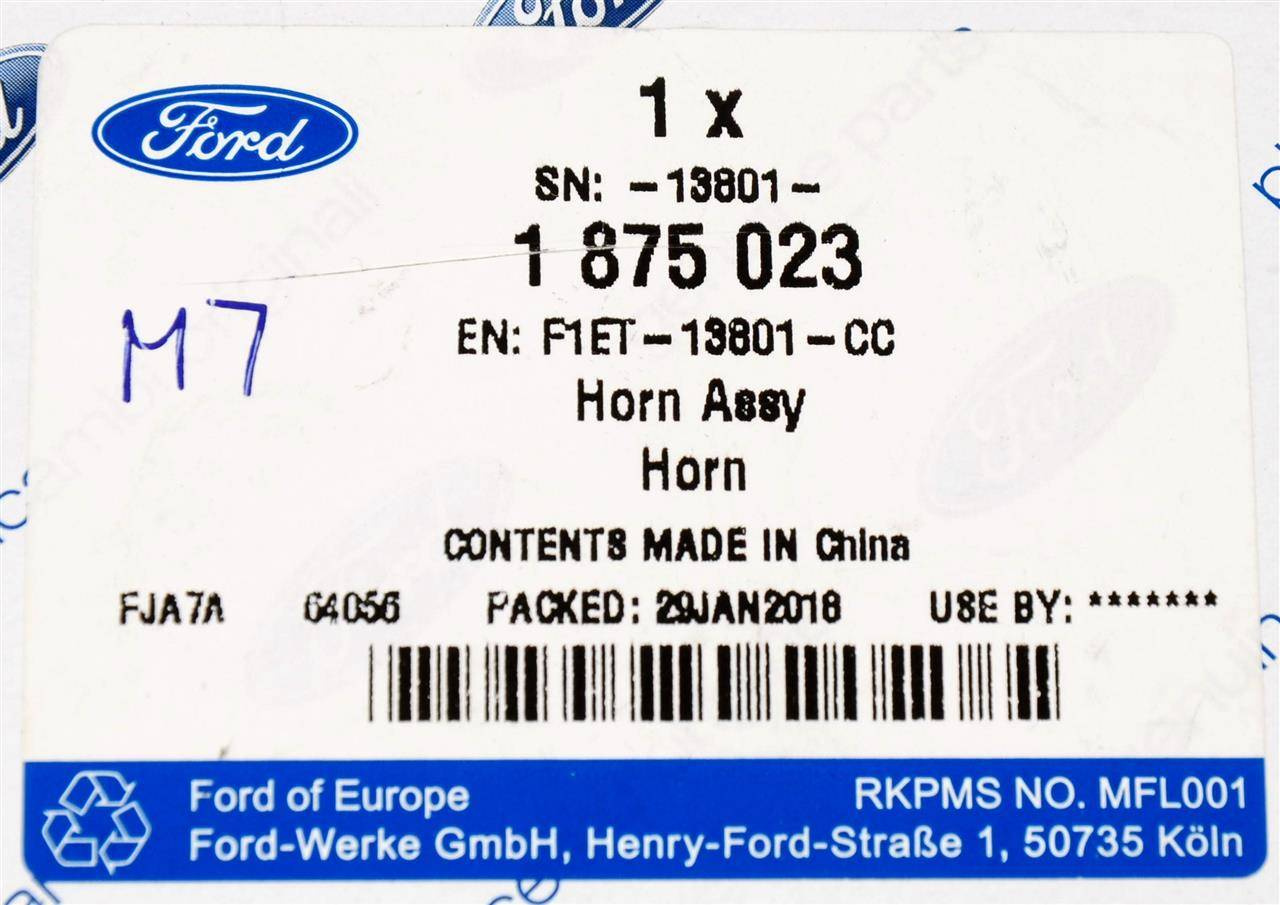 Ford
1 x
SN: -13801-
1 875 023
M7
EN: F1ET-13801-CC
Horn Assy
Horn
CONTENTS MADE IN China
FJA7A 64056 PACKED: 29JAN2018 USE BY: *******
Ford of Europe
RKPMS NO. MFL001
Ford-Werke GmbH, Henry-Ford-Straße 1, 50735 Köln